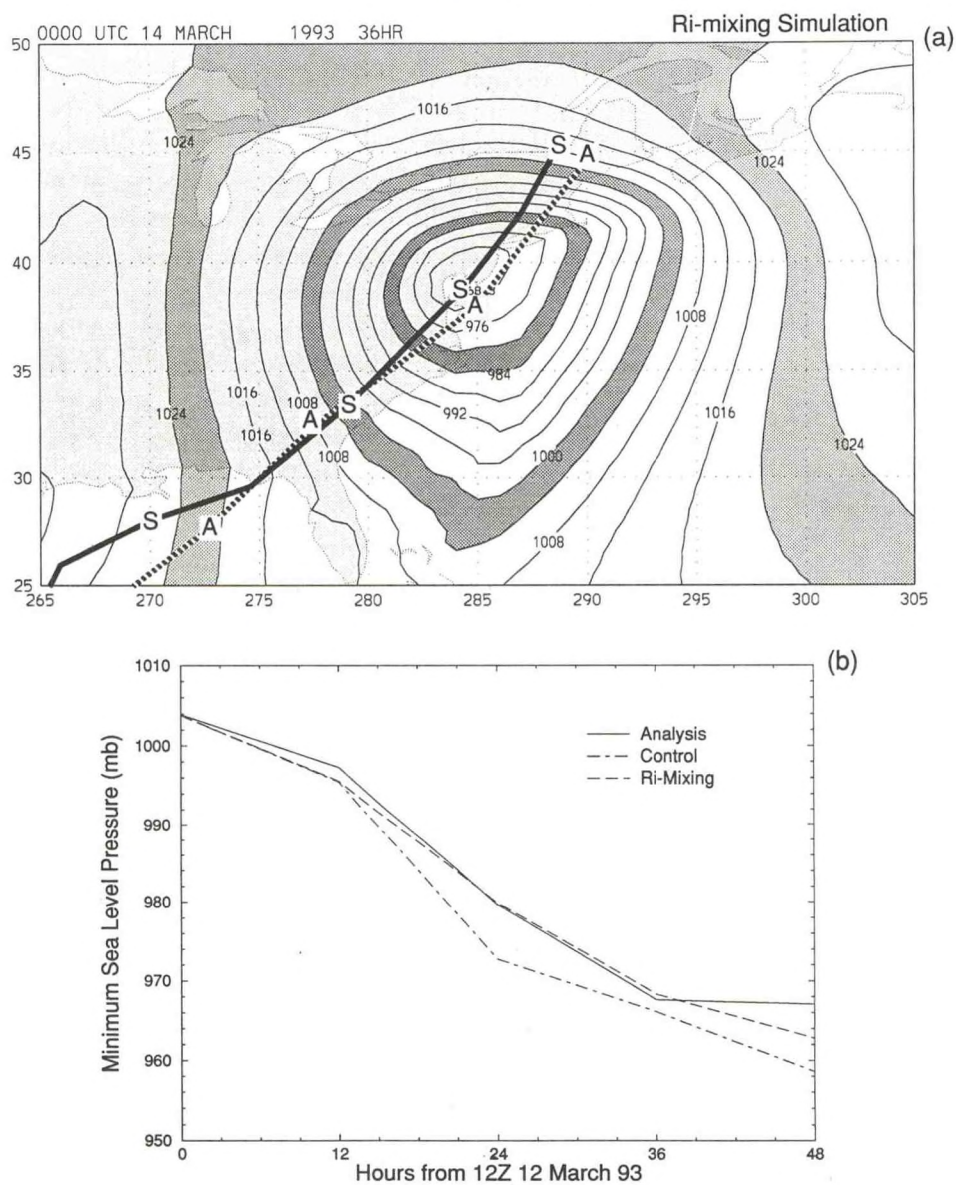 0000 UTC 14 MARCH 1993 36HR
Ri-mixing Simulation
(a)
50
1016
1024
S
A
45
1024
40
S
A
976
1008
35
984
1016
1008
S
992
1016
1024
A
1016
1024
1008
1000
30
S
A
1008
25
265 270 275 280 285 290 295 300 305
(b)
1010
1000
990
980
970
960
950
Minimum Sea Level Pressure (mb)
Analysis
Control
Ri-Mixing
0 12 24 36 48
Hours from 12Z 12 March 93